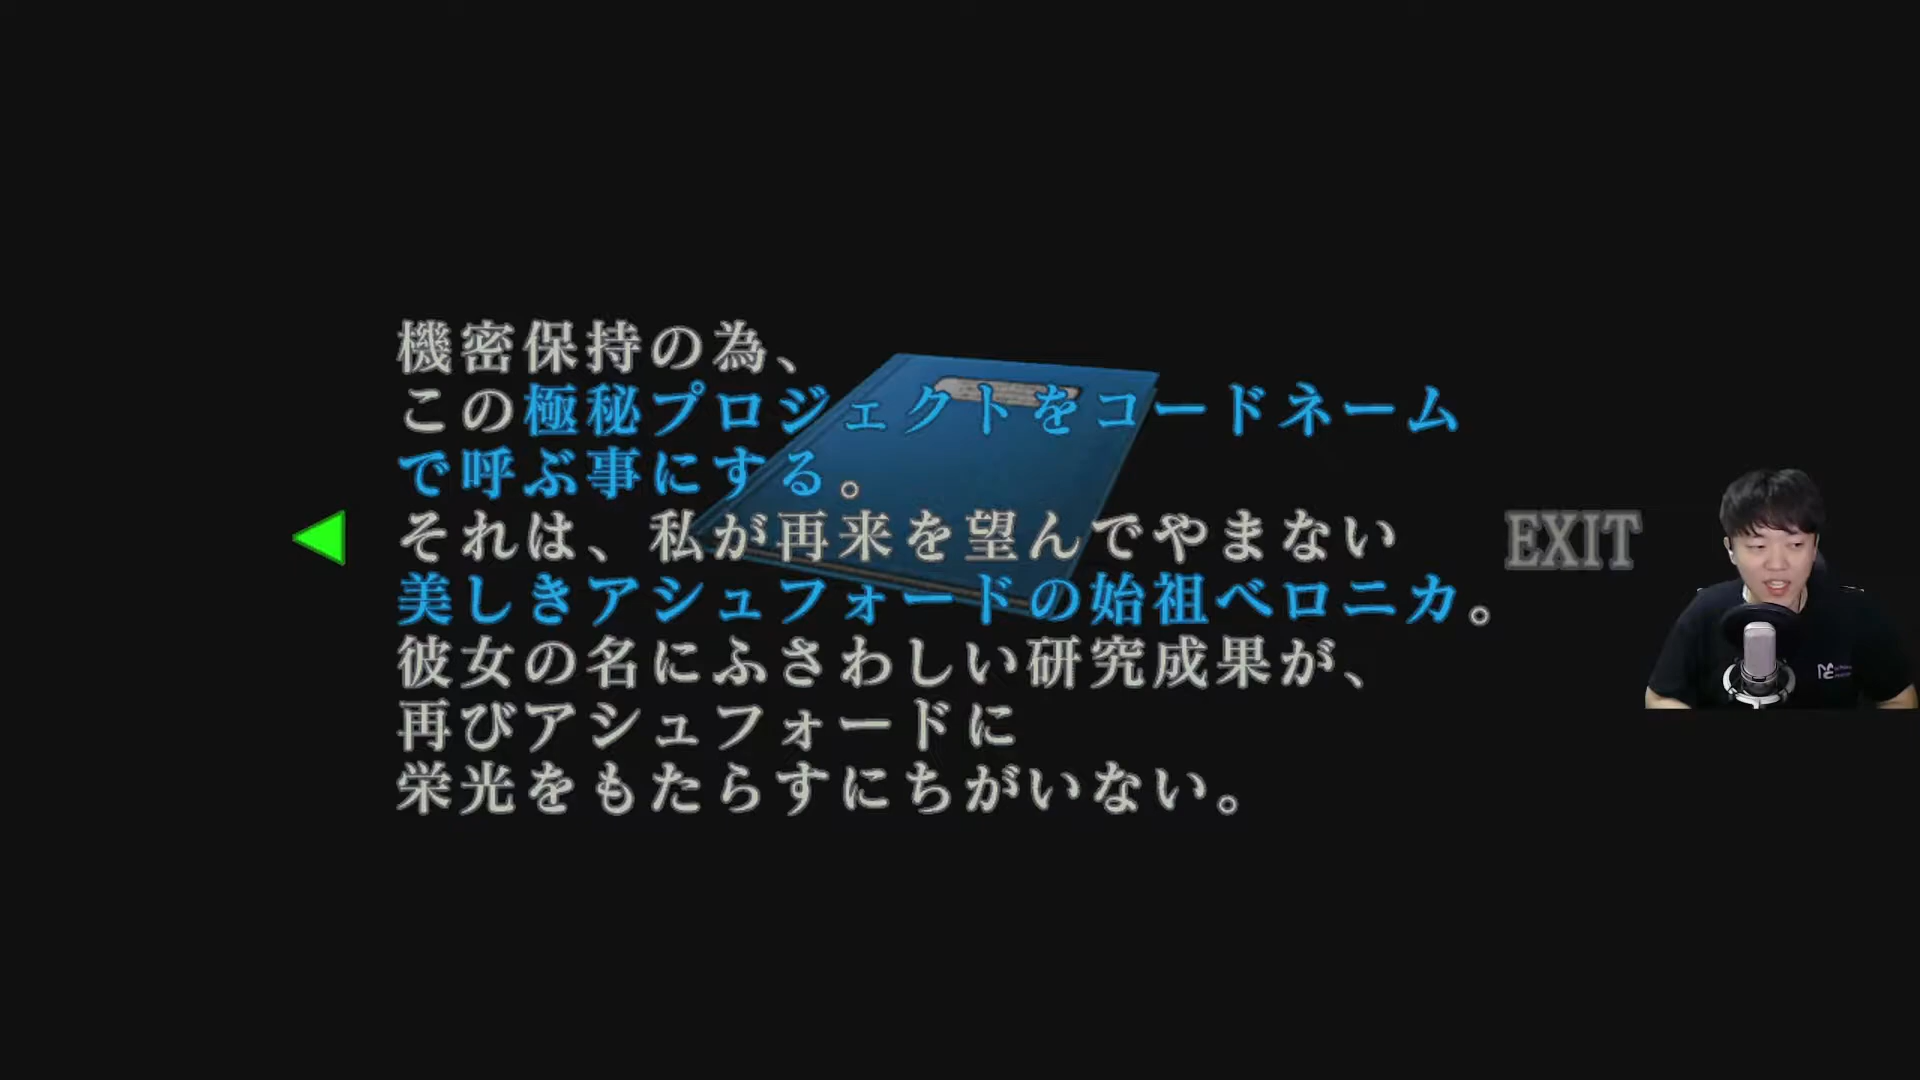 機密保持の為、
この極秘プロジェクトをコードネーム
で呼ぶ事にする。
それは、私が再来を望んでやまない
美しきアシュフォードの始祖ベロニカ。
彼女の名にふさわしい研究成果が、
再びアシュフォードに
栄光をもたらすにちがいない。
EXIT